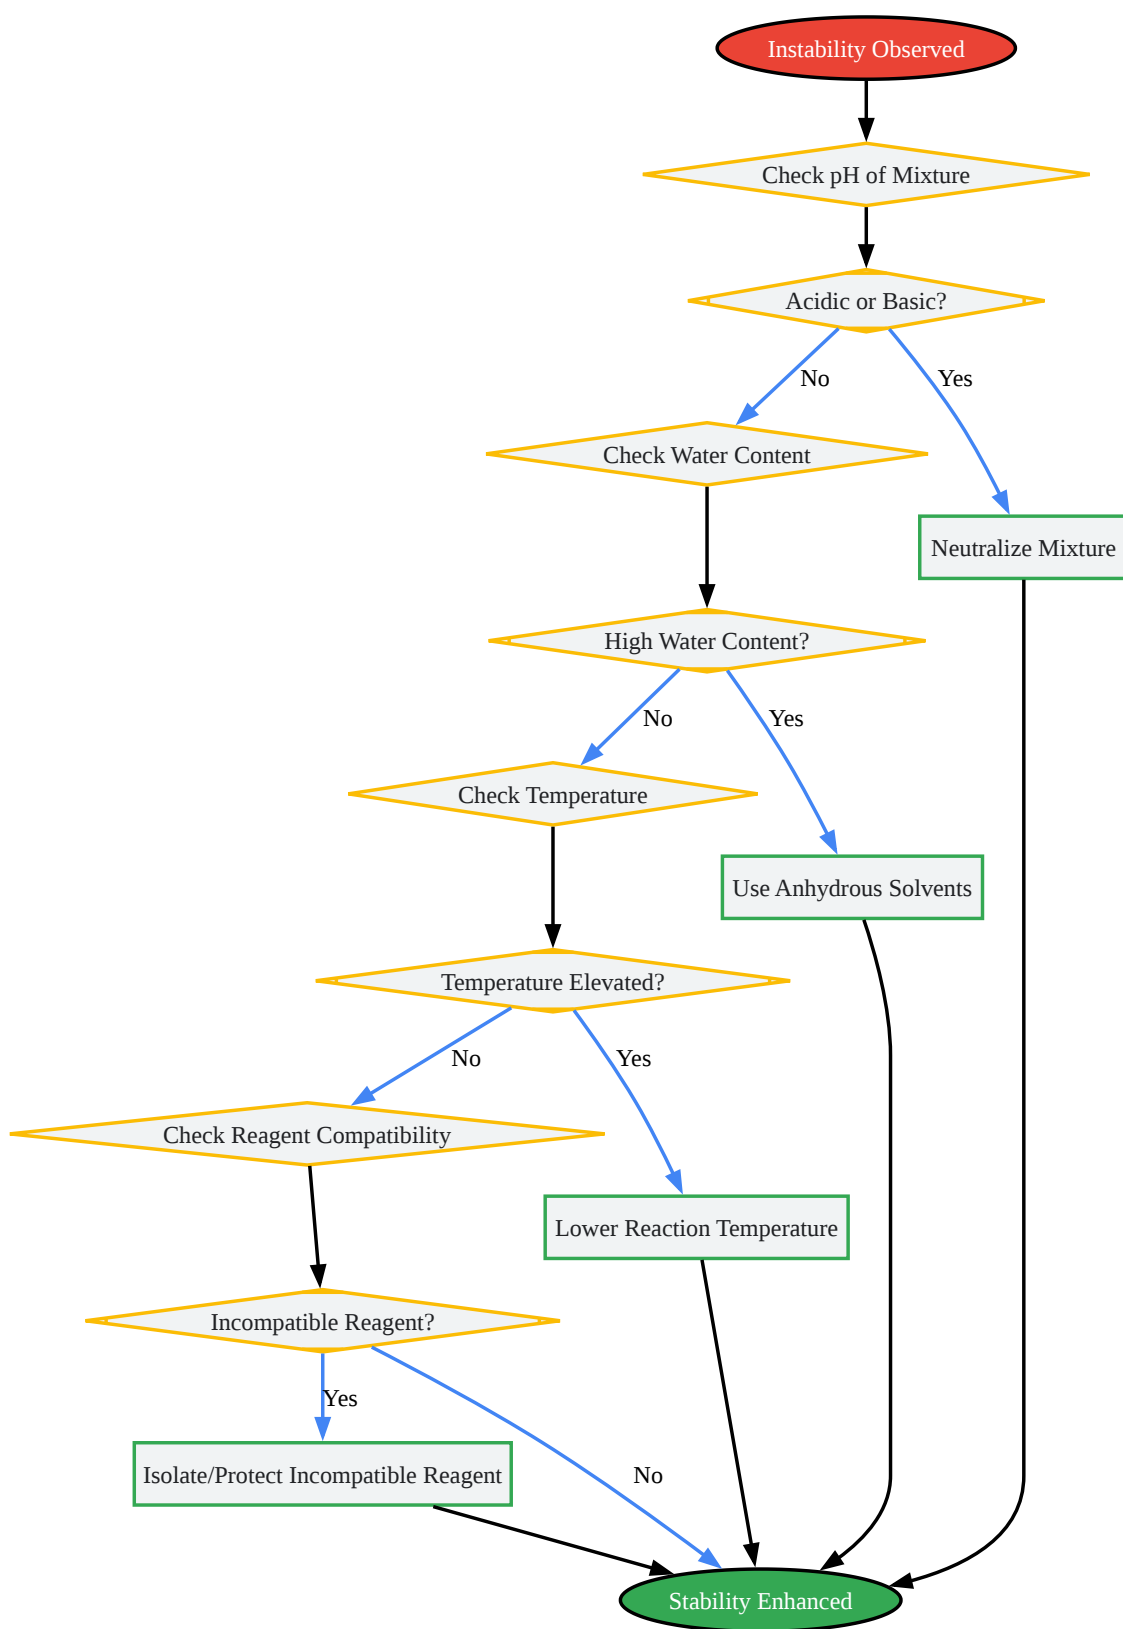 Instability Observed
Check pH of Mixture
Acidic or Basic?
No
Yes
Check Water Content
Neutralize Mixture
High Water Content?
No
Yes
Check Temperature
Use Anhydrous Solvents
Temperature Elevated?
No
Yes
Check Reagent Compatibility
Lower Reaction Temperature
Incompatible Reagent?
Yes
No
Isolate/Protect Incompatible Reagent
Stability Enhanced